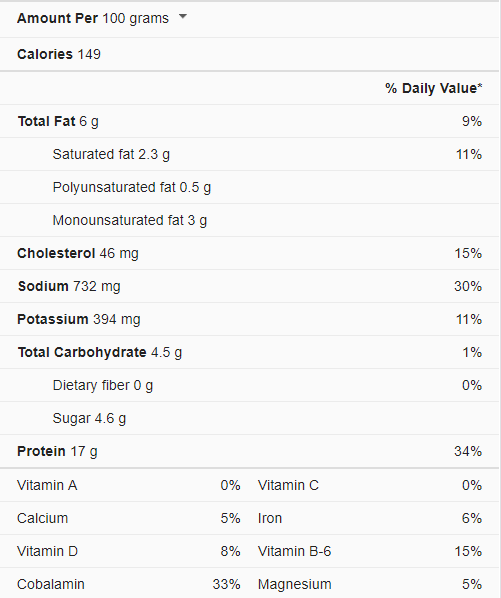 Amount Per 100 grams
Calories 149
% Daily Value*
Total Fat 6 g 9%
Saturated fat 2.3 g 11%
Polyunsaturated fat 0.5 g
Monounsaturated fat 3 g
Cholesterol 46 mg 15%
Sodium 732 mg 30%
Potassium 394 mg 11%
Total Carbohydrate 4.5 g 1%
Dietary fiber 0 g 0%
Sugar 4.6 g
Protein 17 g 34%
Vitamin A 0% Vitamin C 0%
Calcium 5% Iron 6%
Vitamin D 8% Vitamin B-6 15%
Cobalamin 33% Magnesium 5%